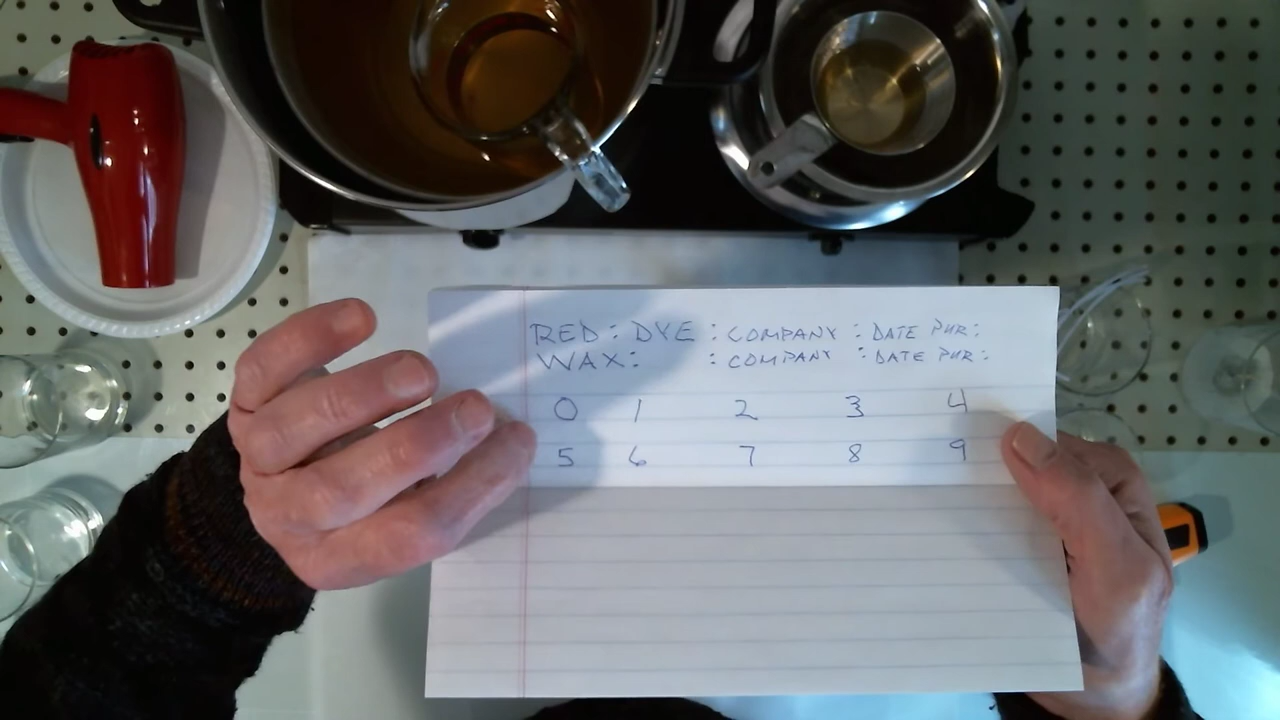 RED: DYE : COMPANY : DATE PUR:
WAX: : COMPANY : DATE PUR:
0 1 2 3 4
5 6 7 8 9